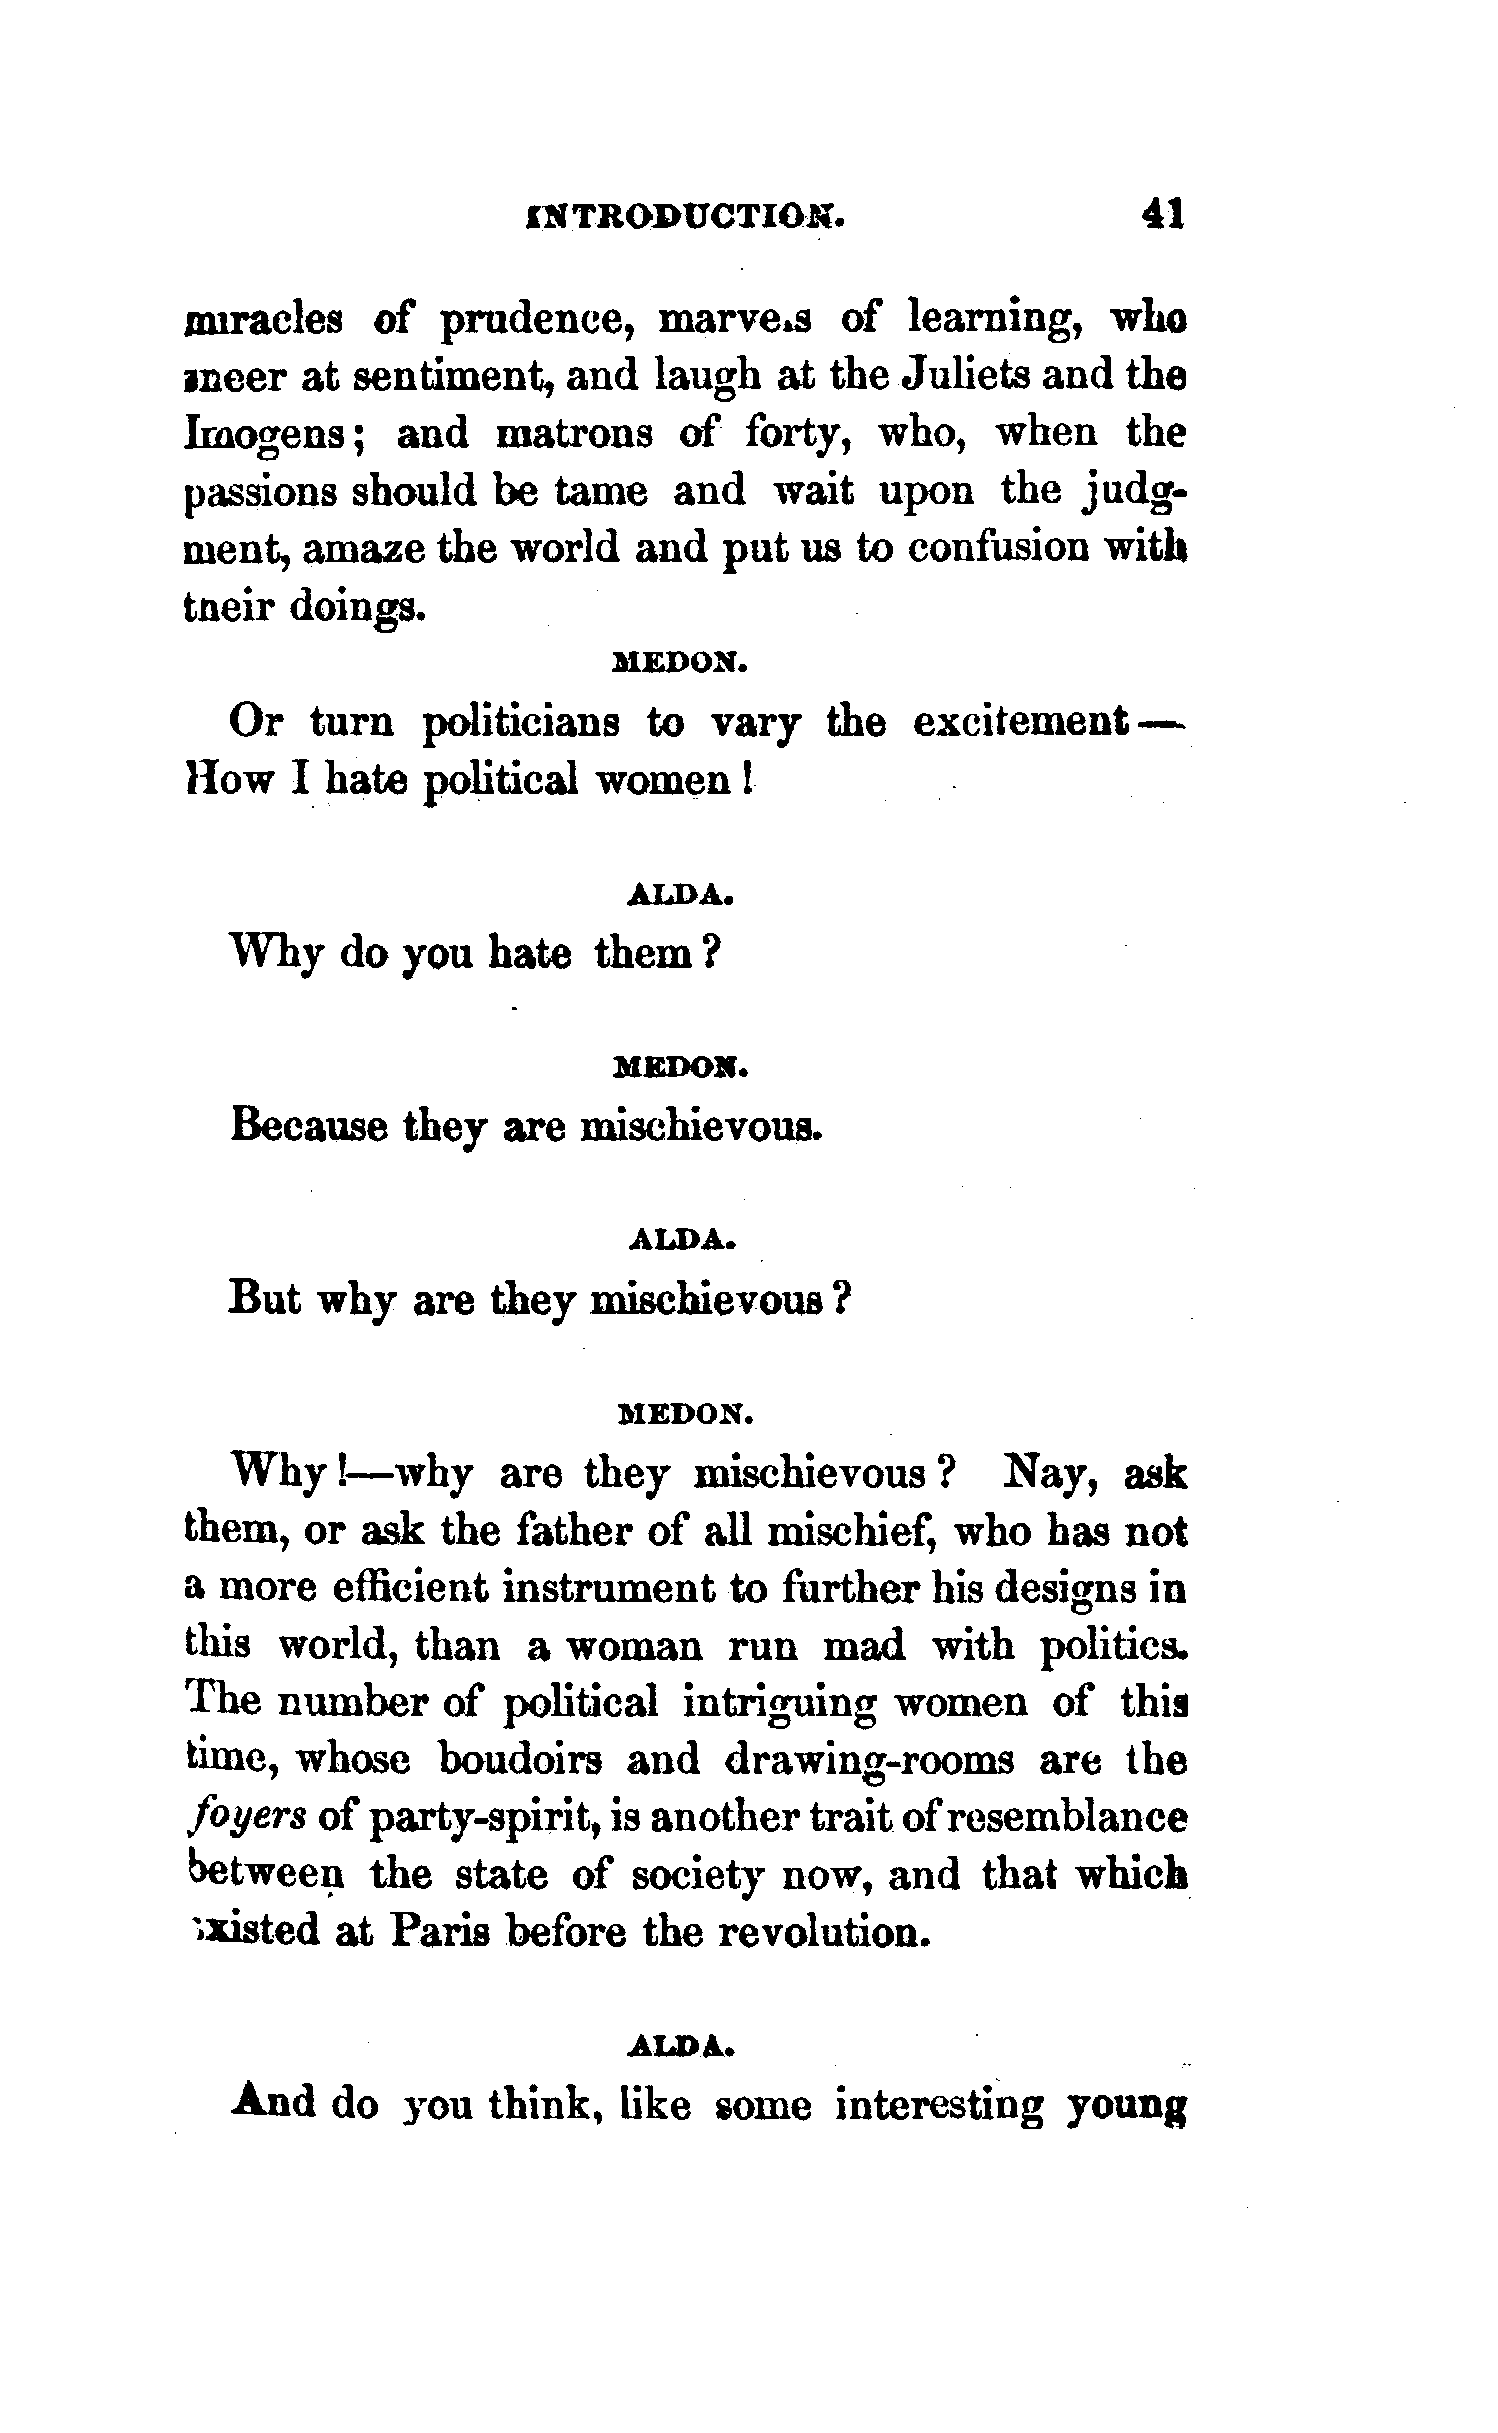 INTRODUCTION. 41
miracles of prudence, marvels of learning, who
sneer at sentiment, and laugh at the Juliets and the
Imogens; and matrons of forty, who, when the
passions should be tame and wait upon the judg-
ment, amaze the world and put us to confusion with
their doings.
MEDON.
Or turn politicians to vary the excitement—
How I hate political women!
ALDA.
Why do you hate them?
MEDON.
Because they are mischievous.
ALDA.
But why are they mischievous?
MEDON.
Why!—why are they mischievous? Nay, ask
them, or ask the father of all mischief, who has not
a more efficient instrument to further his designs in
this world, than a woman run mad with politics.
The number of political intriguing women of this
time, whose boudoirs and drawing-rooms are the
foyers of party-spirit, is another trait of resemblance
between the state of society now, and that which
existed at Paris before the revolution.
ALDA.
And do you think, like some interesting young